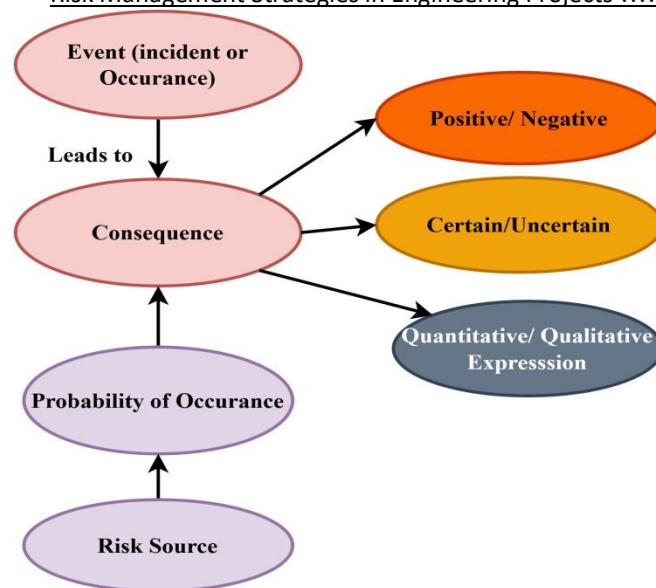 Risk Management Strategies in Engineering Projects
Event (incident or
Occurance)
Positive/ Negative
Leads to
Consequence
Certain/Uncertain
Quantitative/ Qualitative
Expresssion
Probability of Occurance
Risk Source